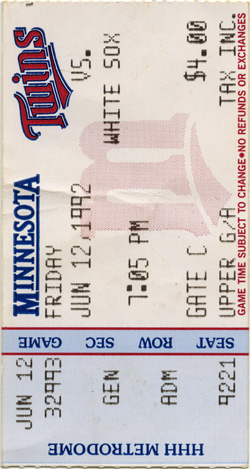 MINNESOTA Twins
FRIDAY
JUN 12,1992 VS.
WHITE SOX
7:05 PM
GATE C $4.00
UPPER G/A TAX INC.
GAME TIME SUBJECT TO CHANGE • NO REFUNDS OR EXCHANGES
GAME SEC ROW SEAT
JUN 12
32993 GEN ADM 9221
HHH METRODOME